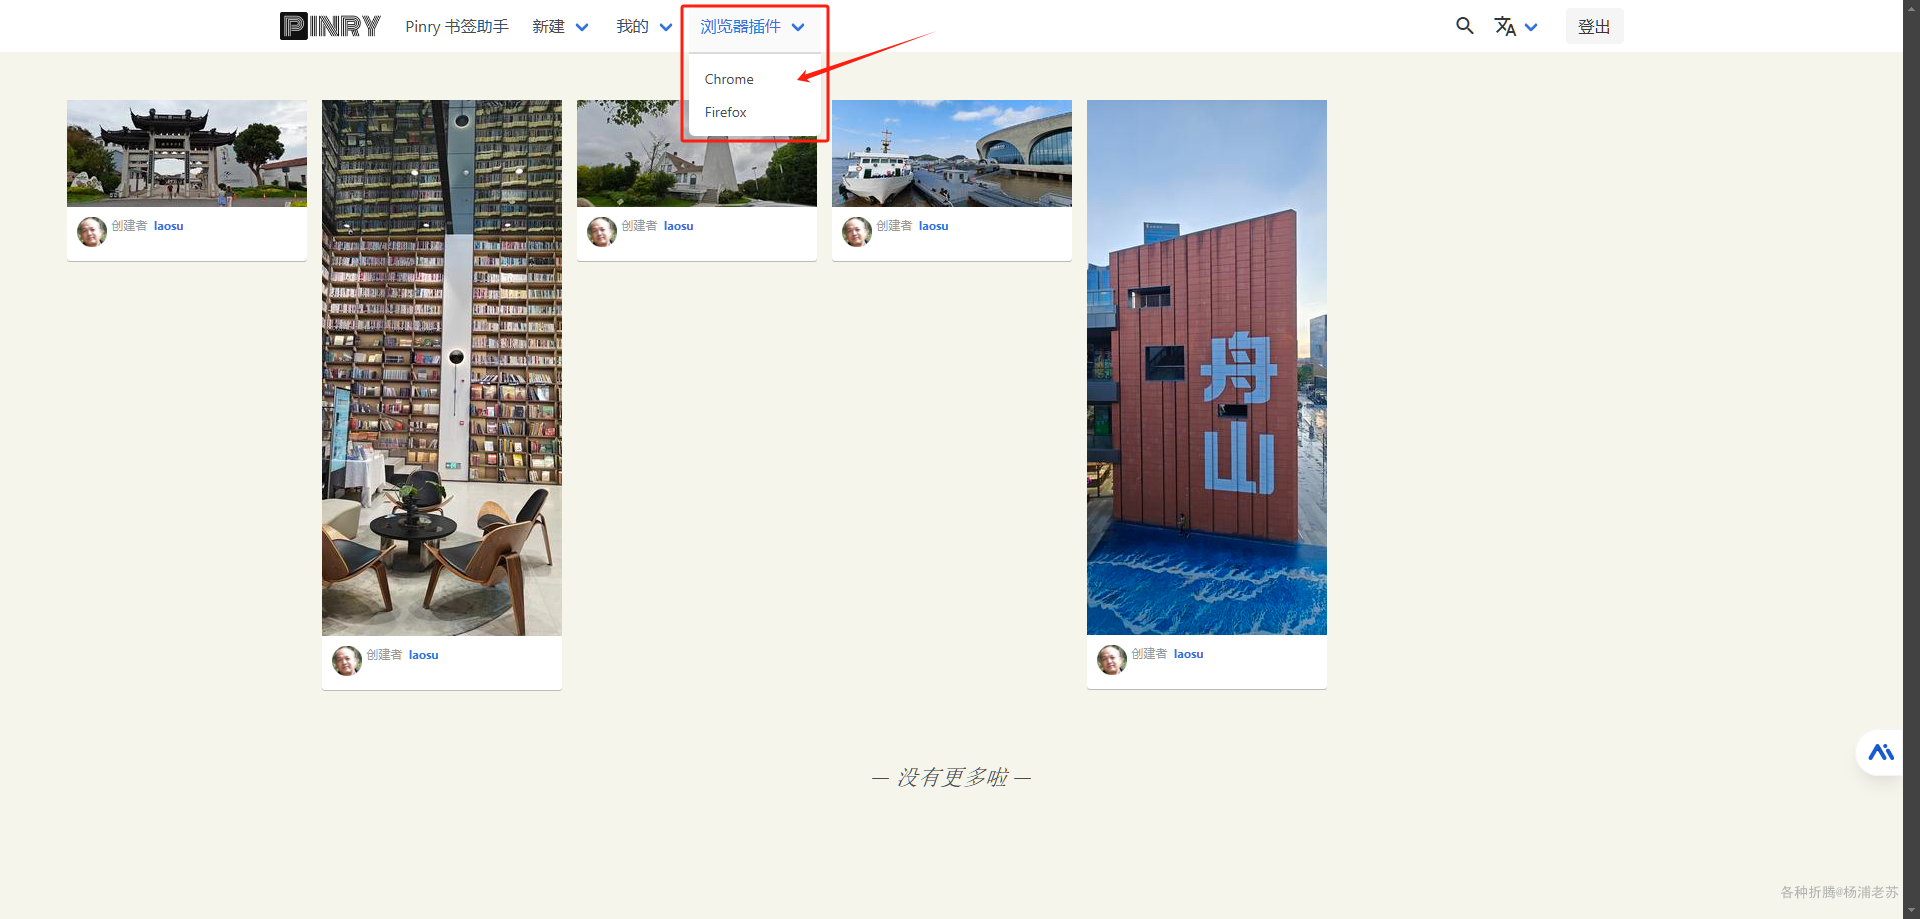 PINRY Pinry 书签助手 新建 我的 浏览器插件 登出
Chrome
Firefox
创建者 laosu
创建者 laosu
创建者 laosu
舟山
创建者 laosu
创建者 laosu
— 没有更多啦 —
各种折腾@杨浦老苏